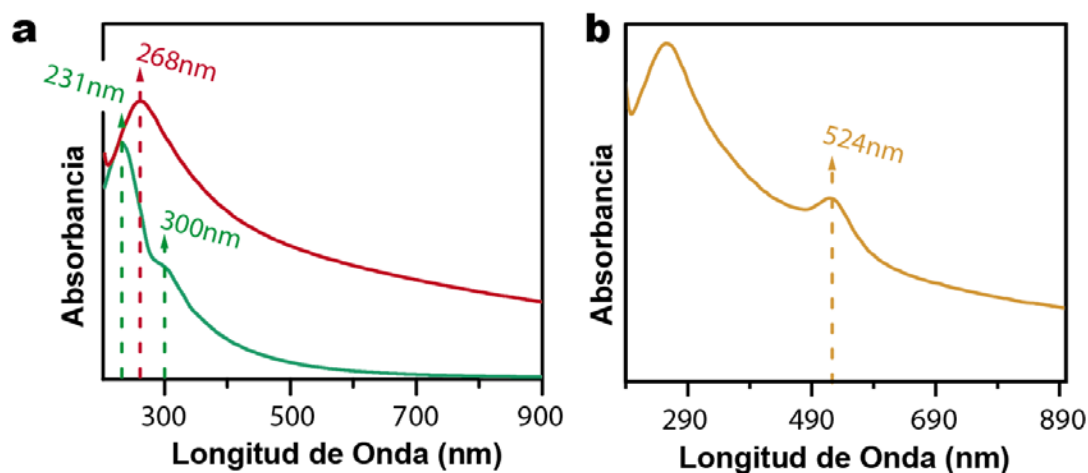 a
268nm
231nm
300nm
Absorbancia
300 500 700 900
Longitud de Onda (nm)
b
524nm
Absorbancia
290 490 690 890
Longitud de Onda (nm)